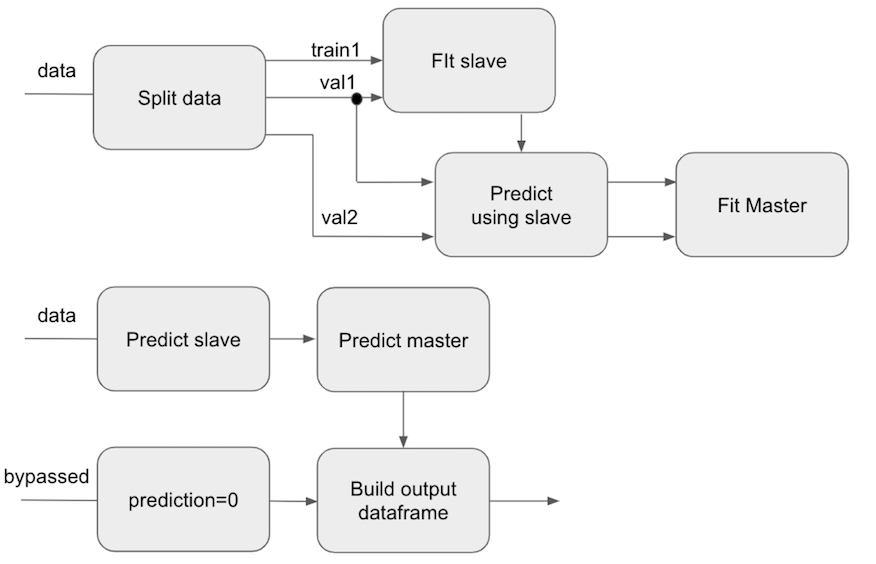 data
Split data
train1
val1
val2
FIt slave
Predict
using slave
Fit Master
data
Predict slave
Predict master
bypassed
prediction=0
Build output
dataframe